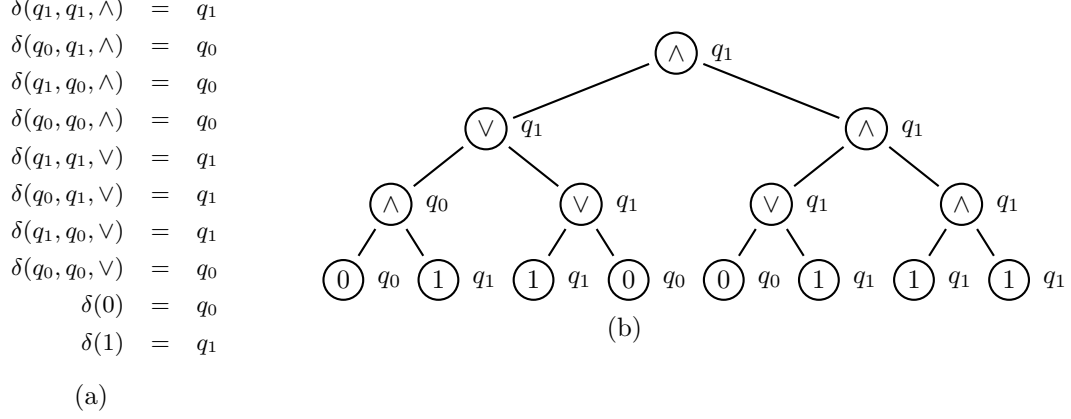 δ(q₁, q₁, ∧) = q₁
δ(q₀, q₁, ∧) = q₀
δ(q₁, q₀, ∧) = q₀
δ(q₀, q₀, ∧) = q₀
δ(q₁, q₁, ∨) = q₁
δ(q₀, q₁, ∨) = q₁
δ(q₁, q₀, ∨) = q₁
δ(q₀, q₀, ∨) = q₀
δ(0) = q₀
δ(1) = q₁
(a)
∧ q₁
∨ q₁ ∧ q₁
∧ q₀ ∨ q₁ ∨ q₁ ∧ q₁
0 q₀ 1 q₁ 1 q₁ 0 q₀ 0 q₀ 1 q₁ 1 q₁ 1 q₁
(b)